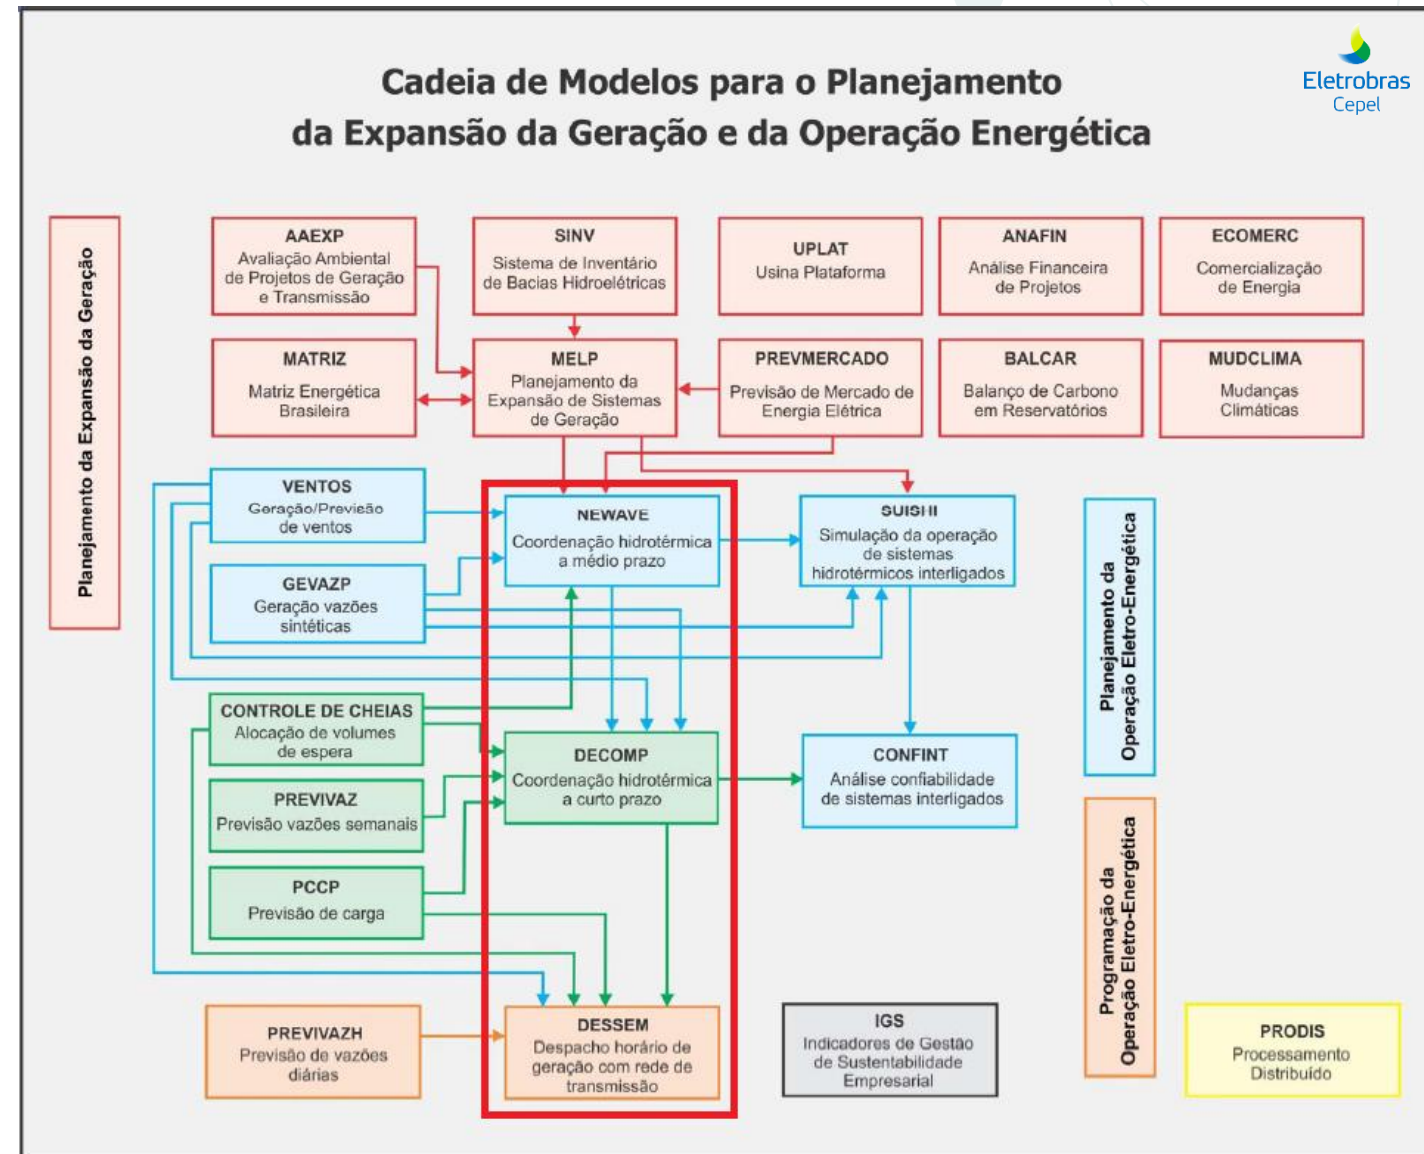 Eletrobras
Cepel
Cadeia de Modelos para o Planejamento
da Expansão da Geração e da Operação Energética
Planejamento da Expansão da Geração
AAEXP
Avaliação Ambiental
de Projetos de Geração
e Transmissão
SINV
Sistema de Inventário
de Bacias Hidroelétricas
UPLAT
Usina Plataforma
ANAFIN
Análise Financeira
de Projetos
ECOMERC
Comercialização
de Energia
MATRIZ
Matriz Energética
Brasileira
MELP
Planejamento da
Expansão de Sistemas
de Geração
PREVMERCADO
Previsão de Mercado de
Energia Elétrica
BALCAR
Balanço de Carbono
em Reservatórios
MUDCLIMA
Mudanças
Climáticas
VENTOS
Geração/Previsão
de ventos
NEWAVE
Coordenação hidrotérmica
a médio prazo
SUISHI
Simulação da operação
de sistemas
hidrotérmicos interligados
GEVAZP
Geração vazões
sintéticas
Planejamento da
Operação Eletro-Energética
CONTROLE DE CHEIAS
Alocação de volumes
de espera
DECOMP
Coordenação hidrotérmica
a curto prazo
CONFINT
Análise confiabilidade
de sistemas interligados
PREVIVAZ
Previsão vazões semanais
PCCP
Previsão de carga
Programação da
Operação Eletro-Energética
PREVIVAZH
Previsão de vazões
diárias
DESSEM
Despacho horário de
geração com rede de
transmissão
IGS
Indicadores de Gestão
de Sustentabilidade
Empresarial
PRODIS
Processamento
Distribuído